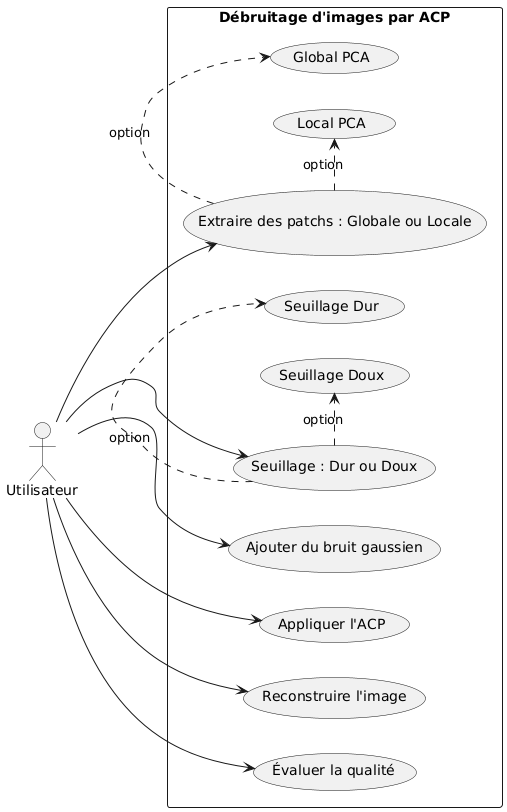 Débruitage d'images par ACP
Global PCA
Local PCA
option
option
Extraire des patchs : Globale ou Locale
Seuillage Dur
Seuillage Doux
option
option
Seuillage : Dur ou Doux
Utilisateur
Ajouter du bruit gaussien
Appliquer l'ACP
Reconstruire l'image
Évaluer la qualité